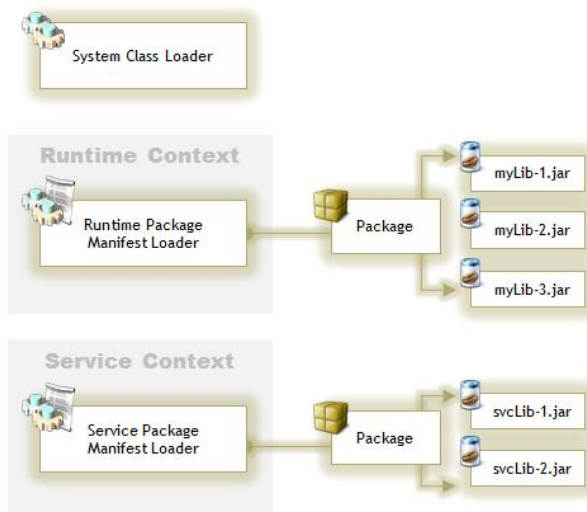 System Class Loader
Runtime Context
Runtime Package
Manifest Loader
Package
myLib-1.jar
myLib-2.jar
myLib-3.jar
Service Context
Service Package
Manifest Loader
Package
svcLib-1.jar
svcLib-2.jar